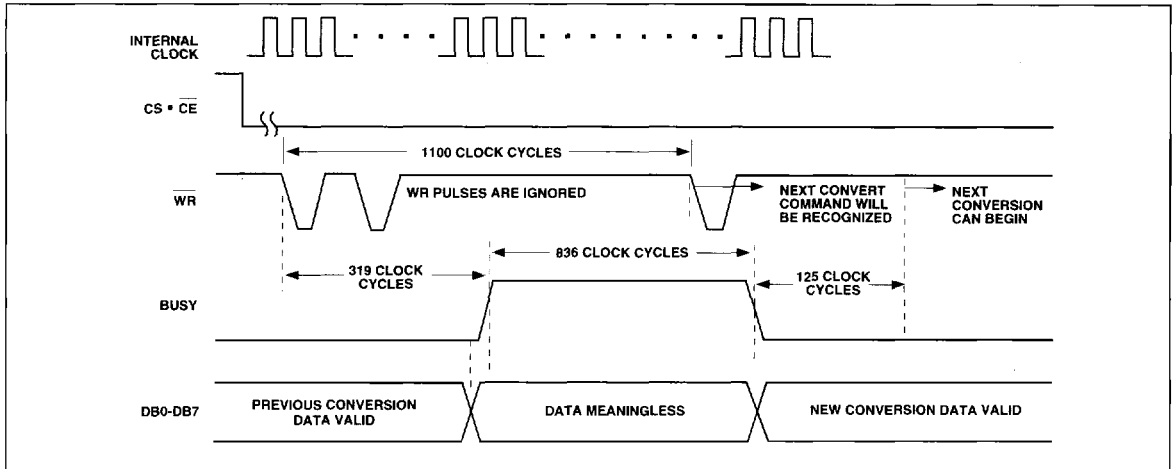 INTERNAL
CLOCK
CS • CE
1100 CLOCK CYCLES
WR
WR PULSES ARE IGNORED
NEXT CONVERT
COMMAND WILL
BE RECOGNIZED
NEXT
CONVERSION
CAN BEGIN
836 CLOCK CYCLES
319 CLOCK
CYCLES
125 CLOCK
CYCLES
BUSY
DB0-DB7
PREVIOUS CONVERSION
DATA VALID
DATA MEANINGLESS
NEW CONVERSION DATA VALID